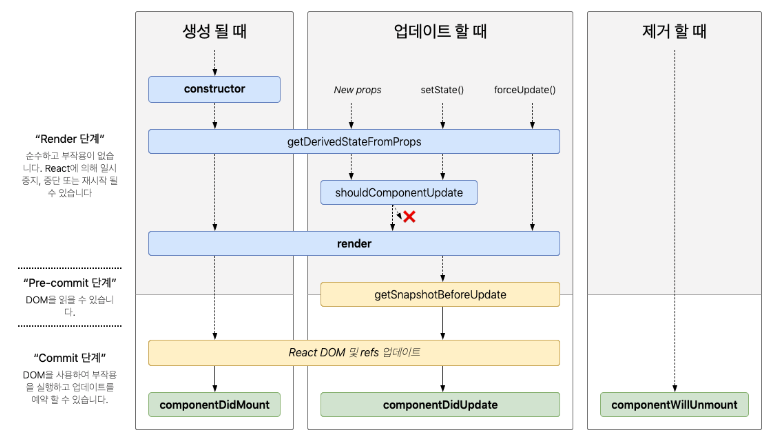 생성 될 때
업데이트 할 때
제거 할 때
constructor
New props
setState()
forceUpdate()
“Render 단계”
순수하고 부작용이 없습
니다. React에 의해 일시
중지, 중단 또는 재시작 될
수 있습니다
getDerivedStateFromProps
shouldComponentUpdate
render
“Pre-commit 단계”
DOM을 읽을 수 있습니
다.
getSnapshotBeforeUpdate
“Commit 단계”
DOM을 사용하여 부작용
을 실행하고 업데이트를
예약 할 수 있습니다.
React DOM 및 refs 업데이트
componentDidMount
componentDidUpdate
componentWillUnmount